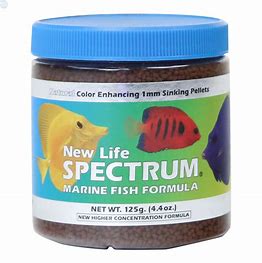 Natural Color Enhancing 1mm Sinking Pellets
New Life
SPECTRUM®
MARINE FISH FORMULA
NET WT. 125g. (4.4oz.)
NEW HIGHER CONCENTRATION FORMULA